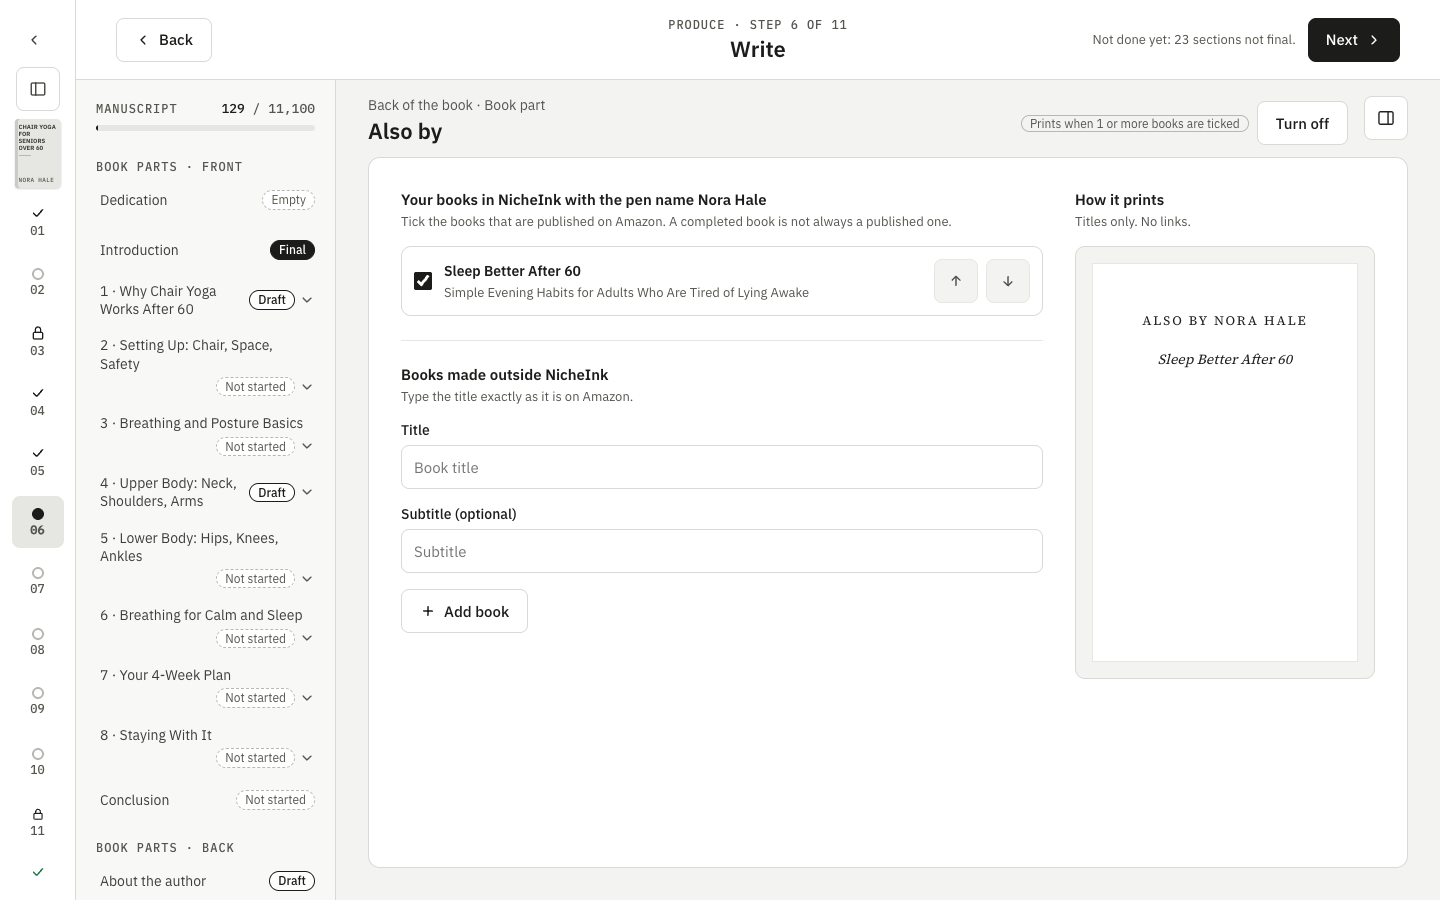 Back
PRODUCE · STEP 6 OF 11
Write
Not done yet: 23 sections not final.
Next
CHAIR YOGA
FOR
SENIORS
OVER 60
NORA HALE
01
02
03
04
05
06
07
08
09
10
11
MANUSCRIPT 129 / 11,100
BOOK PARTS · FRONT
Dedication Empty
Introduction Final
1 · Why Chair Yoga
Works After 60
Draft
2 · Setting Up: Chair, Space,
Safety
Not started
3 · Breathing and Posture Basics
Not started
4 · Upper Body: Neck,
Shoulders, Arms
Draft
5 · Lower Body: Hips, Knees,
Ankles
Not started
6 · Breathing for Calm and Sleep
Not started
7 · Your 4-Week Plan
Not started
8 · Staying With It
Not started
Conclusion Not started
BOOK PARTS · BACK
About the author Draft
Back of the book · Book part
Also by
Prints when 1 or more books are ticked
Turn off
Your books in NicheInk with the pen name Nora Hale
Tick the books that are published on Amazon. A completed book is not always a published one.
Sleep Better After 60
Simple Evening Habits for Adults Who Are Tired of Lying Awake
Books made outside NicheInk
Type the title exactly as it is on Amazon.
Title
Book title
Subtitle (optional)
Subtitle
Add book
How it prints
Titles only. No links.
ALSO BY NORA HALE
Sleep Better After 60